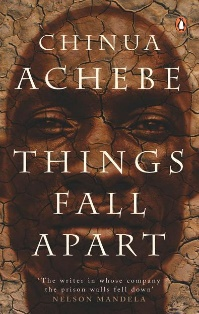 CHINUA
ACHEBE
THINGS
FALL
APART
'The writer in whose company
the prison walls fell down'
NELSON MANDELA